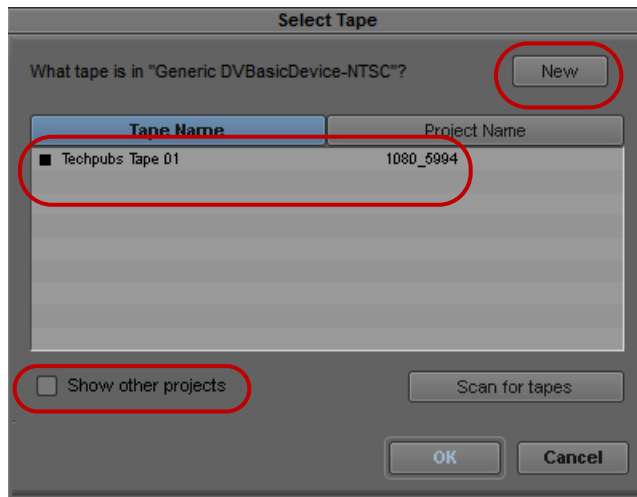 Select Tape
What tape is in "Generic DVBasicDevice-NTSC"?
New
Tape Name Project Name
Techpubs Tape 01 1080_5994
Show other projects
Scan for tapes
OK Cancel